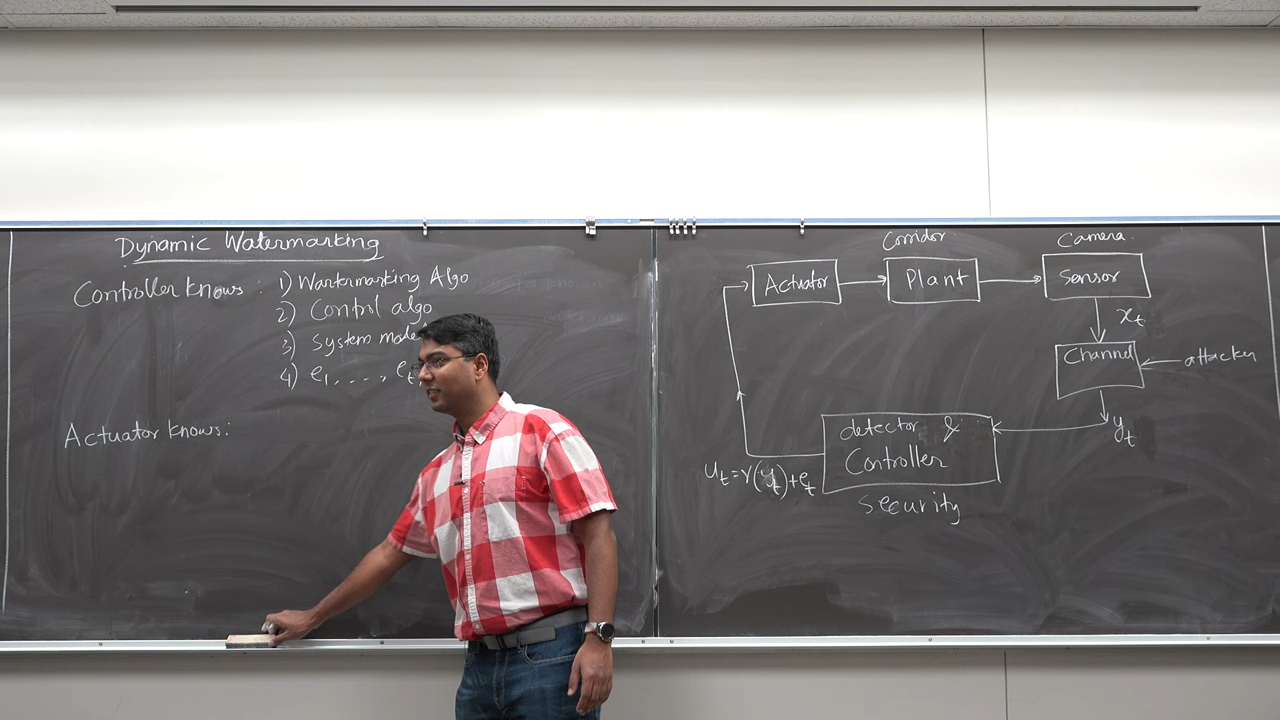 Dynamic Watermarking
Controller knows : 1) Wartermarking Algo
2) Control algo
3) System mode
4) e₁, ..., eₜ
Actuator knows:
Corridor
Camera.
Actuator
Plant
Sensor
xₜ
Channel
attacker
yₜ
detector &
Controller
uₜ=γ(yₜ)+eₜ
security